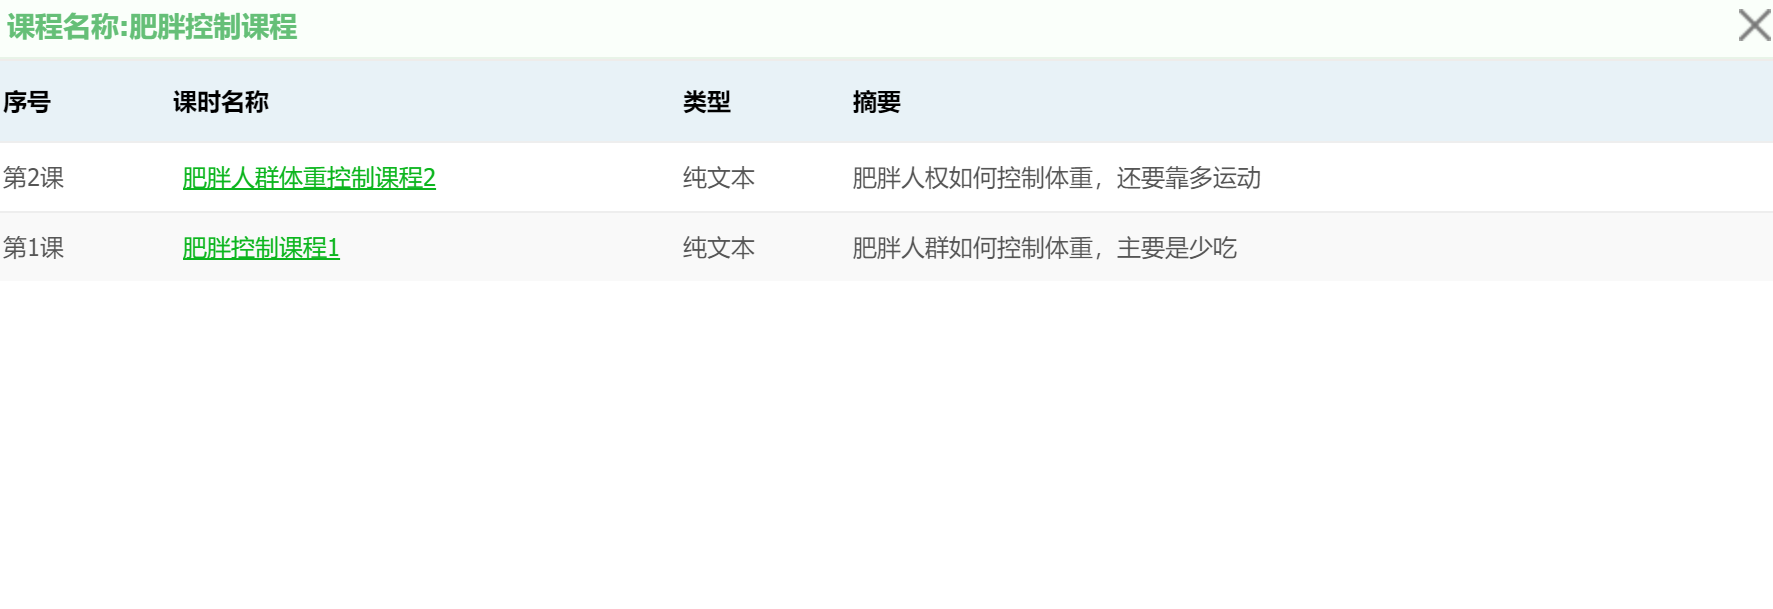 课程名称:肥胖控制课程
序号 课时名称 类型 摘要
第2课 肥胖人群体重控制课程2 纯文本 肥胖人权如何控制体重，还要靠多运动
第1课 肥胖控制课程1 纯文本 肥胖人群如何控制体重，主要是少吃